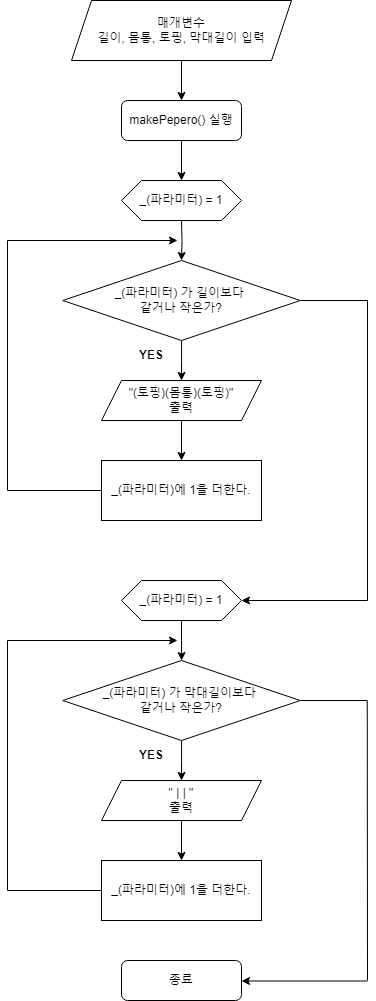 매개변수
길이, 몸통, 토핑, 막대길이 입력
makePepero() 실행
_(파라미터) = 1
_(파라미터) 가 길이보다
같거나 작은가?
YES
"(토핑)(몸통)(토핑)"
출력
_(파라미터)에 1을 더한다.
_(파라미터) = 1
_(파라미터) 가 막대길이보다
같거나 작은가?
YES
" | | "
출력
_(파라미터)에 1을 더한다.
종료